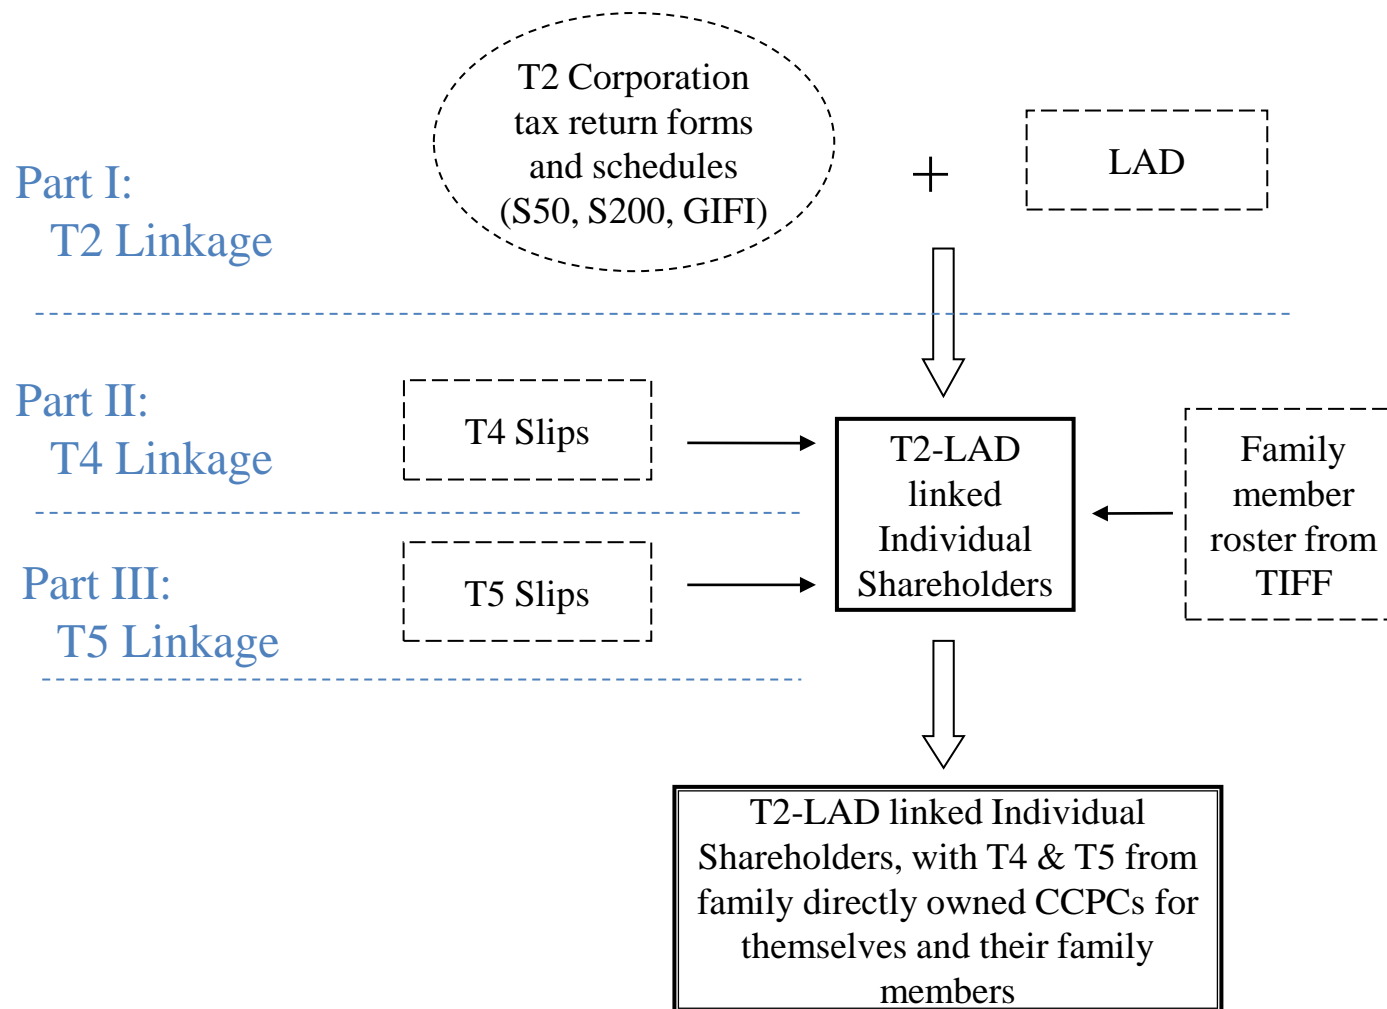 T2 Corporation
tax return forms
and schedules
(S50, S200, GIFI)
+
LAD
Part I:
T2 Linkage
Part II:
T4 Linkage
T4 Slips
T2-LAD
linked
Individual
Shareholders
Family
member
roster from
TIFF
Part III:
T5 Linkage
T5 Slips
T2-LAD linked Individual
Shareholders, with T4 & T5 from
family directly owned CCPCs for
themselves and their family
members